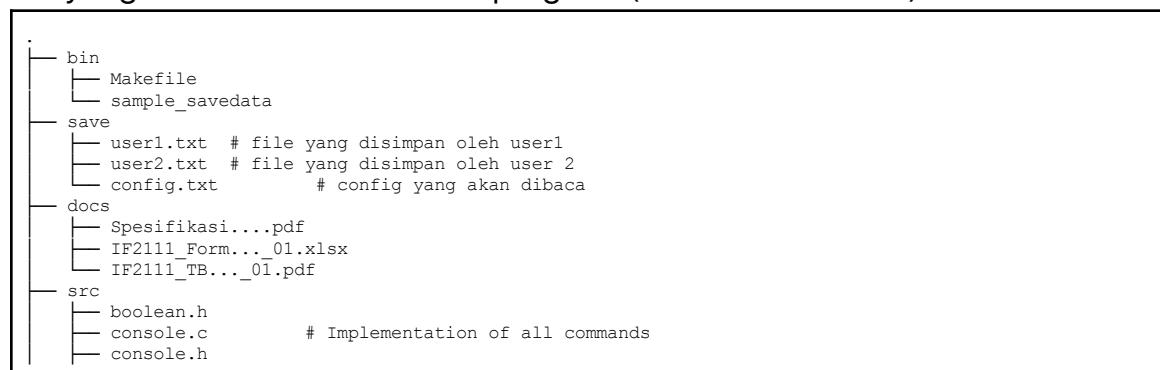 .
├── bin
│   ├── Makefile
│   └── sample_savedata
├── save
│   ├── user1.txt  # file yang disimpan oleh user1
│   ├── user2.txt  # file yang disimpan oleh user 2
│   └── config.txt          # config yang akan dibaca
├── docs
│   ├── Spesifikasi....pdf
│   ├── IF2111_Form..._01.xlsx
│   └── IF2111_TB..._01.pdf
├── src
│   ├── boolean.h
│   ├── console.c          # Implementation of all commands
│   ├── console.h